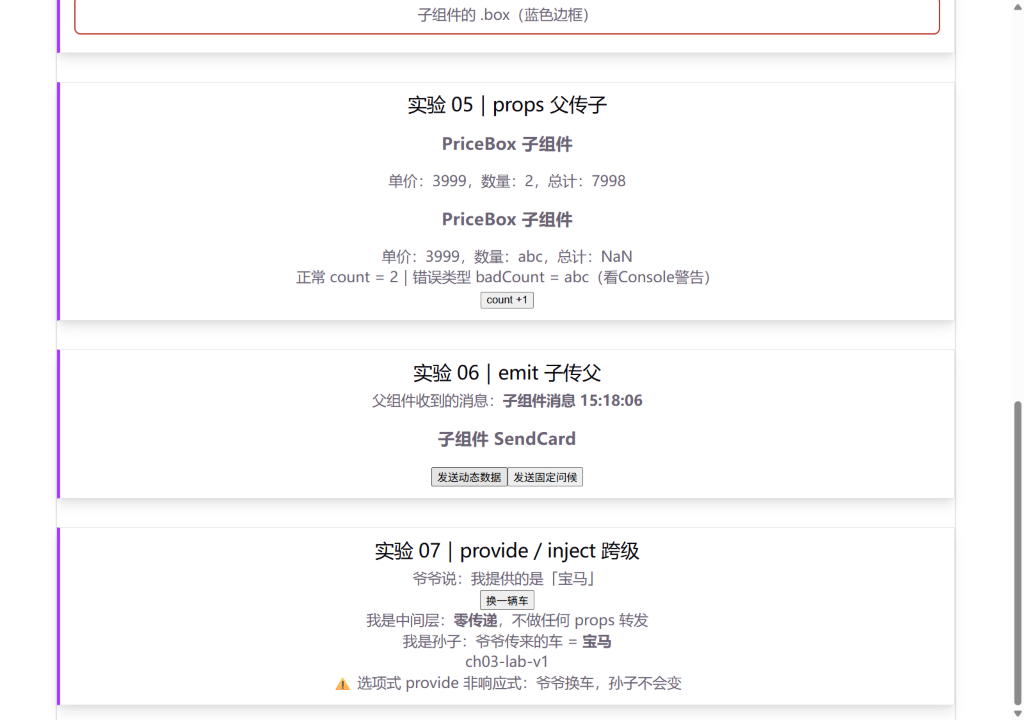 子组件的 .box（蓝色边框）
实验 05 | props 父传子
PriceBox 子组件
单价：3999，数量：2，总计：7998
PriceBox 子组件
单价：3999，数量：abc，总计：NaN
正常 count = 2 | 错误类型 badCount = abc（看Console警告）
count +1
实验 06 | emit 子传父
父组件收到的消息：子组件消息 15:18:06
子组件 SendCard
发送动态数据 发送固定问候
实验 07 | provide / inject 跨级
爷爷说：我提供的是「宝马」
换一辆车
我是中间层：零传递，不做任何 props 转发
我是孙子：爷爷传来的车 = 宝马
ch03-lab-v1
⚠️ 选项式 provide 非响应式：爷爷换车，孙子不会变